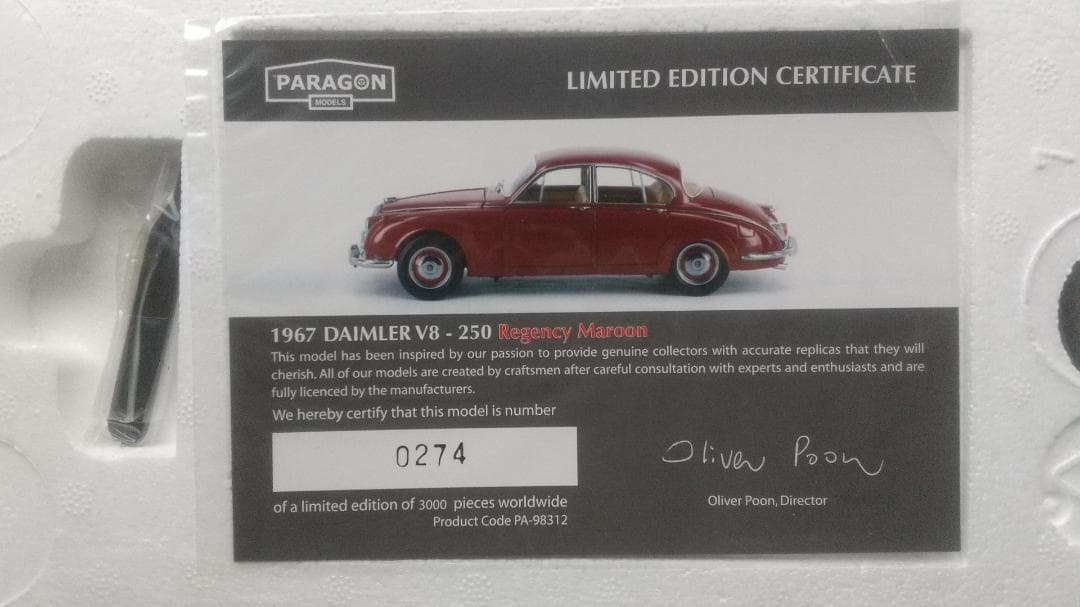 PARAGON
MODELS
LIMITED EDITION CERTIFICATE
1967 DAIMLER V8 - 250 Regency Maroon
This model has been inspired by our passion to provide genuine collectors with accurate replicas that they will
cherish. All of our models are created by craftsmen after careful consultation with experts and enthusiasts and are
fully licenced by the manufacturers.
We hereby certify that this model is number
0274
of a limited edition of 3000 pieces worldwide
Product Code PA-98312
Oliver Poon
Oliver Poon, Director